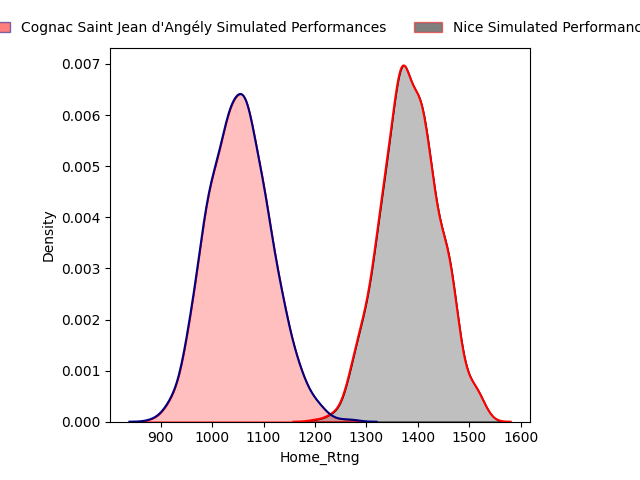 Cognac Saint Jean d'Angély Simulated Performances Nice Simulated Performanc
0.007
0.006
0.005
0.004
0.003
0.002
0.001
0.000
Density
900 1000 1100 1200 1300 1400 1500 1600
Home_Rtng